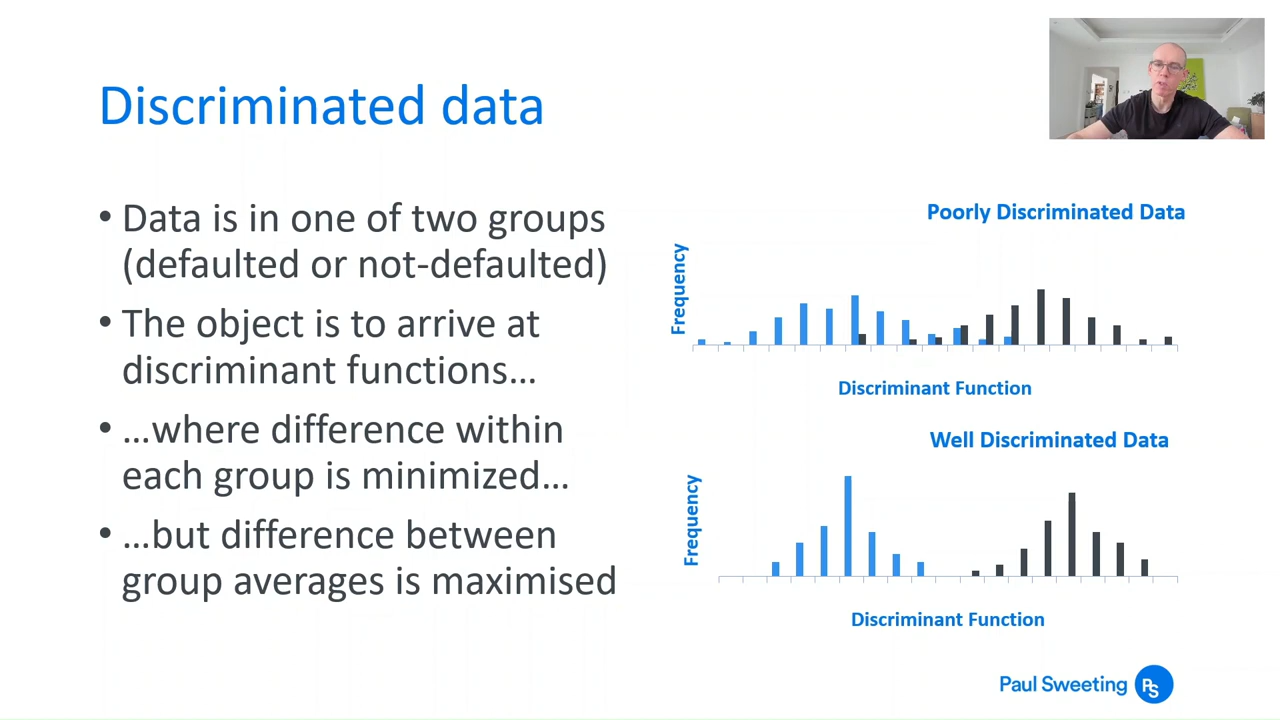 Discriminated data
• Data is in one of two groups
(defaulted or not-defaulted)
• The object is to arrive at
discriminant functions...
• ...where difference within
each group is minimized...
• ...but difference between
group averages is maximised
Poorly Discriminated Data
Frequency
Discriminant Function
Well Discriminated Data
Frequency
Discriminant Function
Paul Sweeting PS